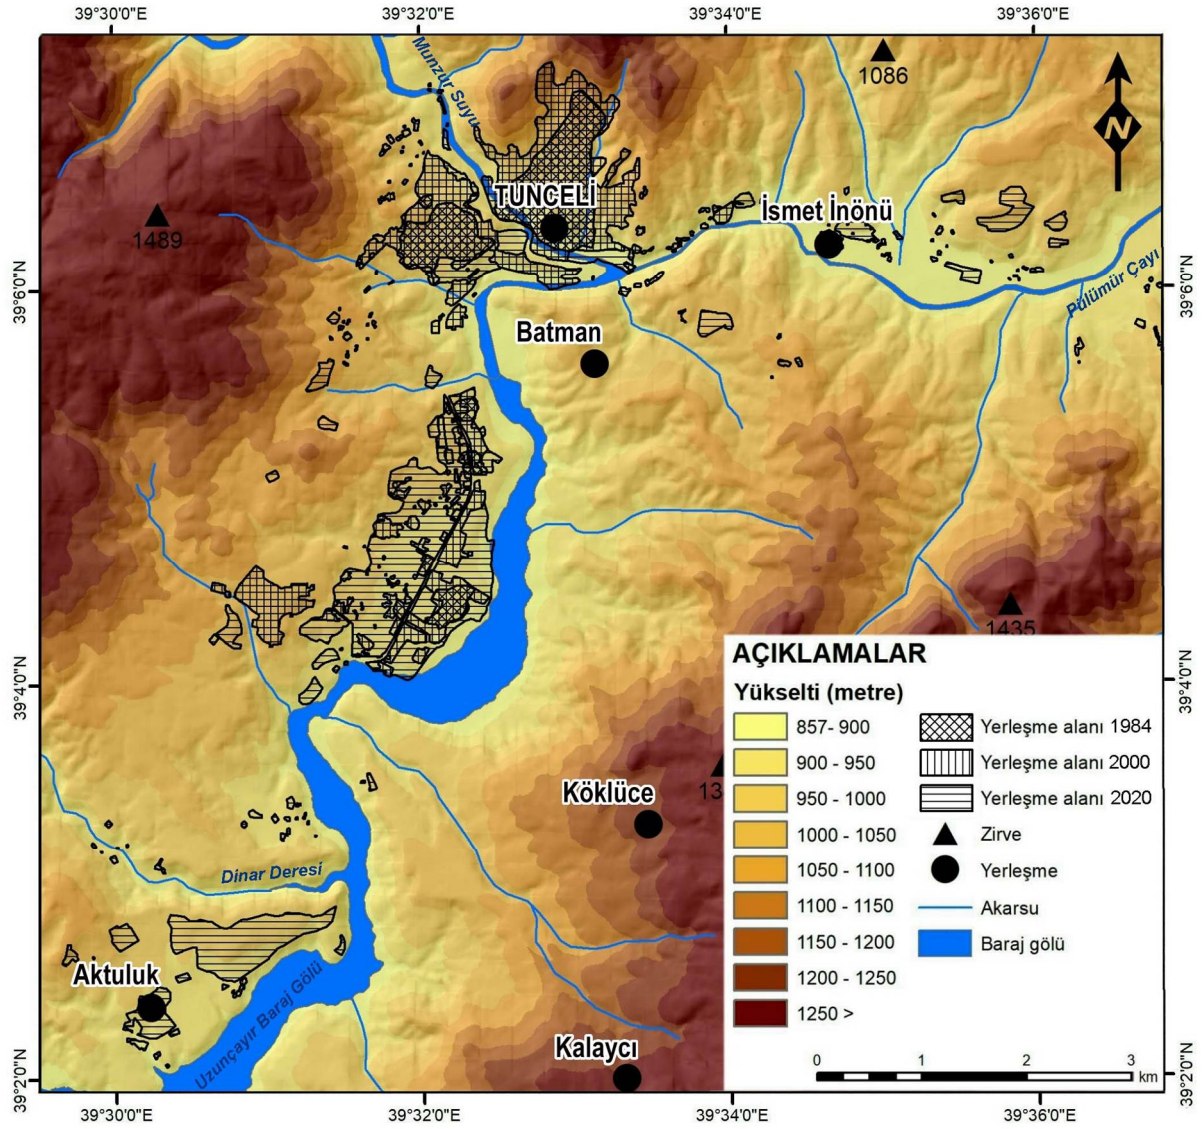 39°30'0"E
39°32'0"E
39°34'0"E
39°36'0"E
Munzur Suyu
1086
N
TUNCELİ
İsmet İnönü
1489
39°6'0"N
39°6'0"N
Pülümür Çayı
Batman
1435
39°4'0"N
39°4'0"N
AÇIKLAMALAR
Yükselti (metre)
857- 900
900 - 950
950 - 1000
1000 - 1050
1050 - 1100
1100 - 1150
1150 - 1200
1200 - 1250
1250 >
Yerleşme alanı 1984
Yerleşme alanı 2000
Yerleşme alanı 2020
Zirve
Yerleşme
Akarsu
Baraj gölü
0 1 2 3
km
Köklüce
Dinar Deresi
Aktuluk
Uzunçayır Baraj Gölü
Kalaycı
39°2'0"N
39°2'0"N
39°30'0"E
39°32'0"E
39°34'0"E
39°36'0"E